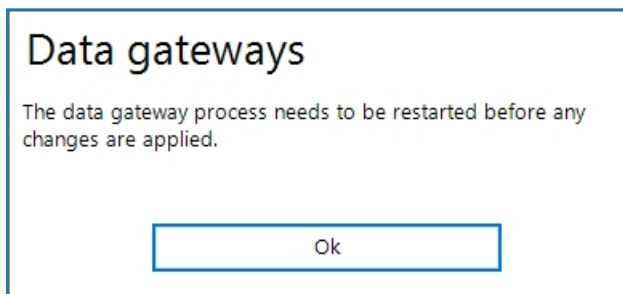 Data gateways
The data gateway process needs to be restarted before any
changes are applied.
Ok